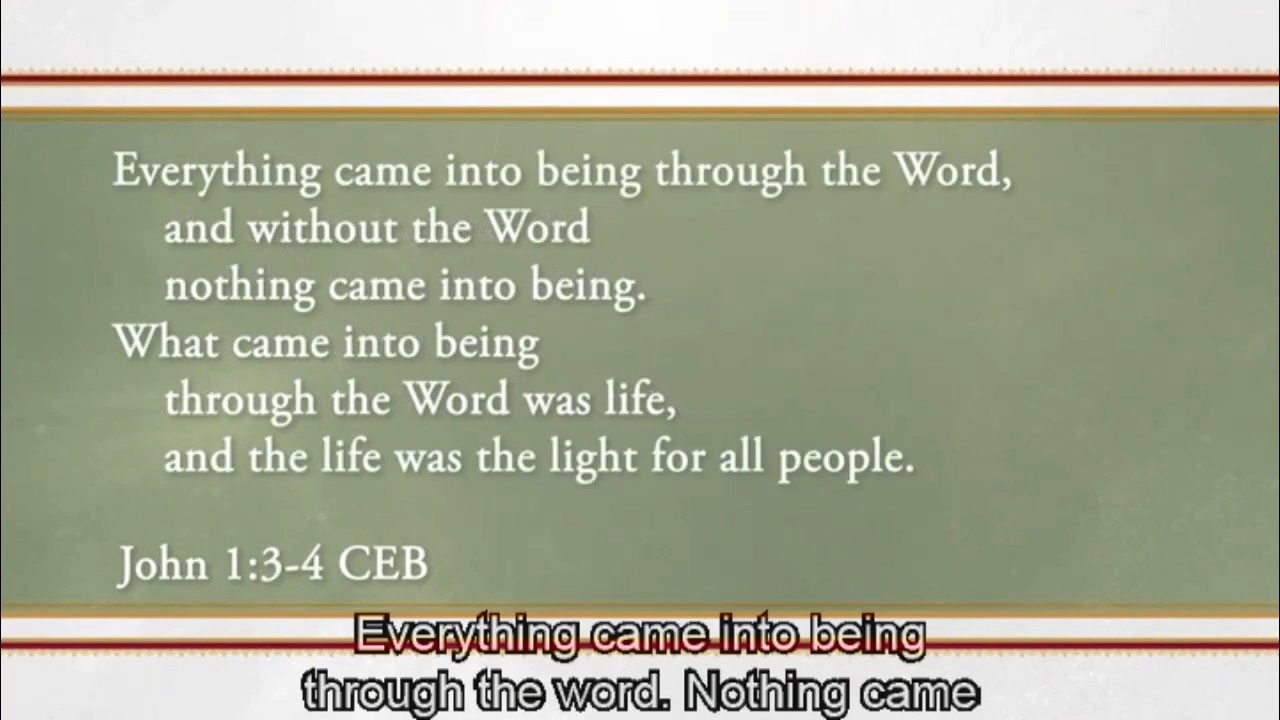 Everything came into being through the Word,
and without the Word
nothing came into being.
What came into being
through the Word was life,
and the life was the light for all people.
John 1:3-4 CEB
Everything came into being
through the word. Nothing came